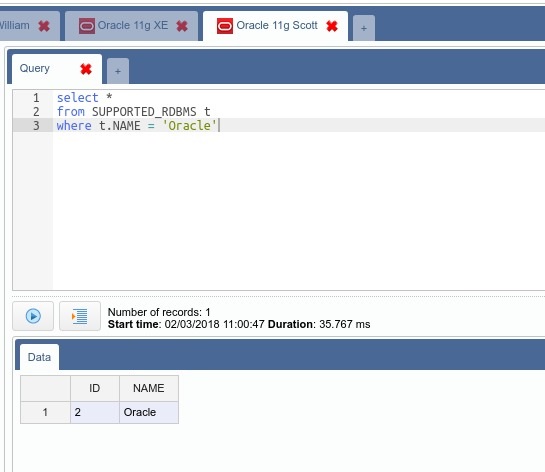 Oracle 11g XE Oracle 11g Scott +
Query +
1 select *
2 from SUPPORTED_RDBMS t
3 where t.NAME = 'Oracle'
Number of records: 1
Start time: 02/03/2018 11:00:47 Duration: 35.767 ms
Data
ID NAME
1 2 Oracle